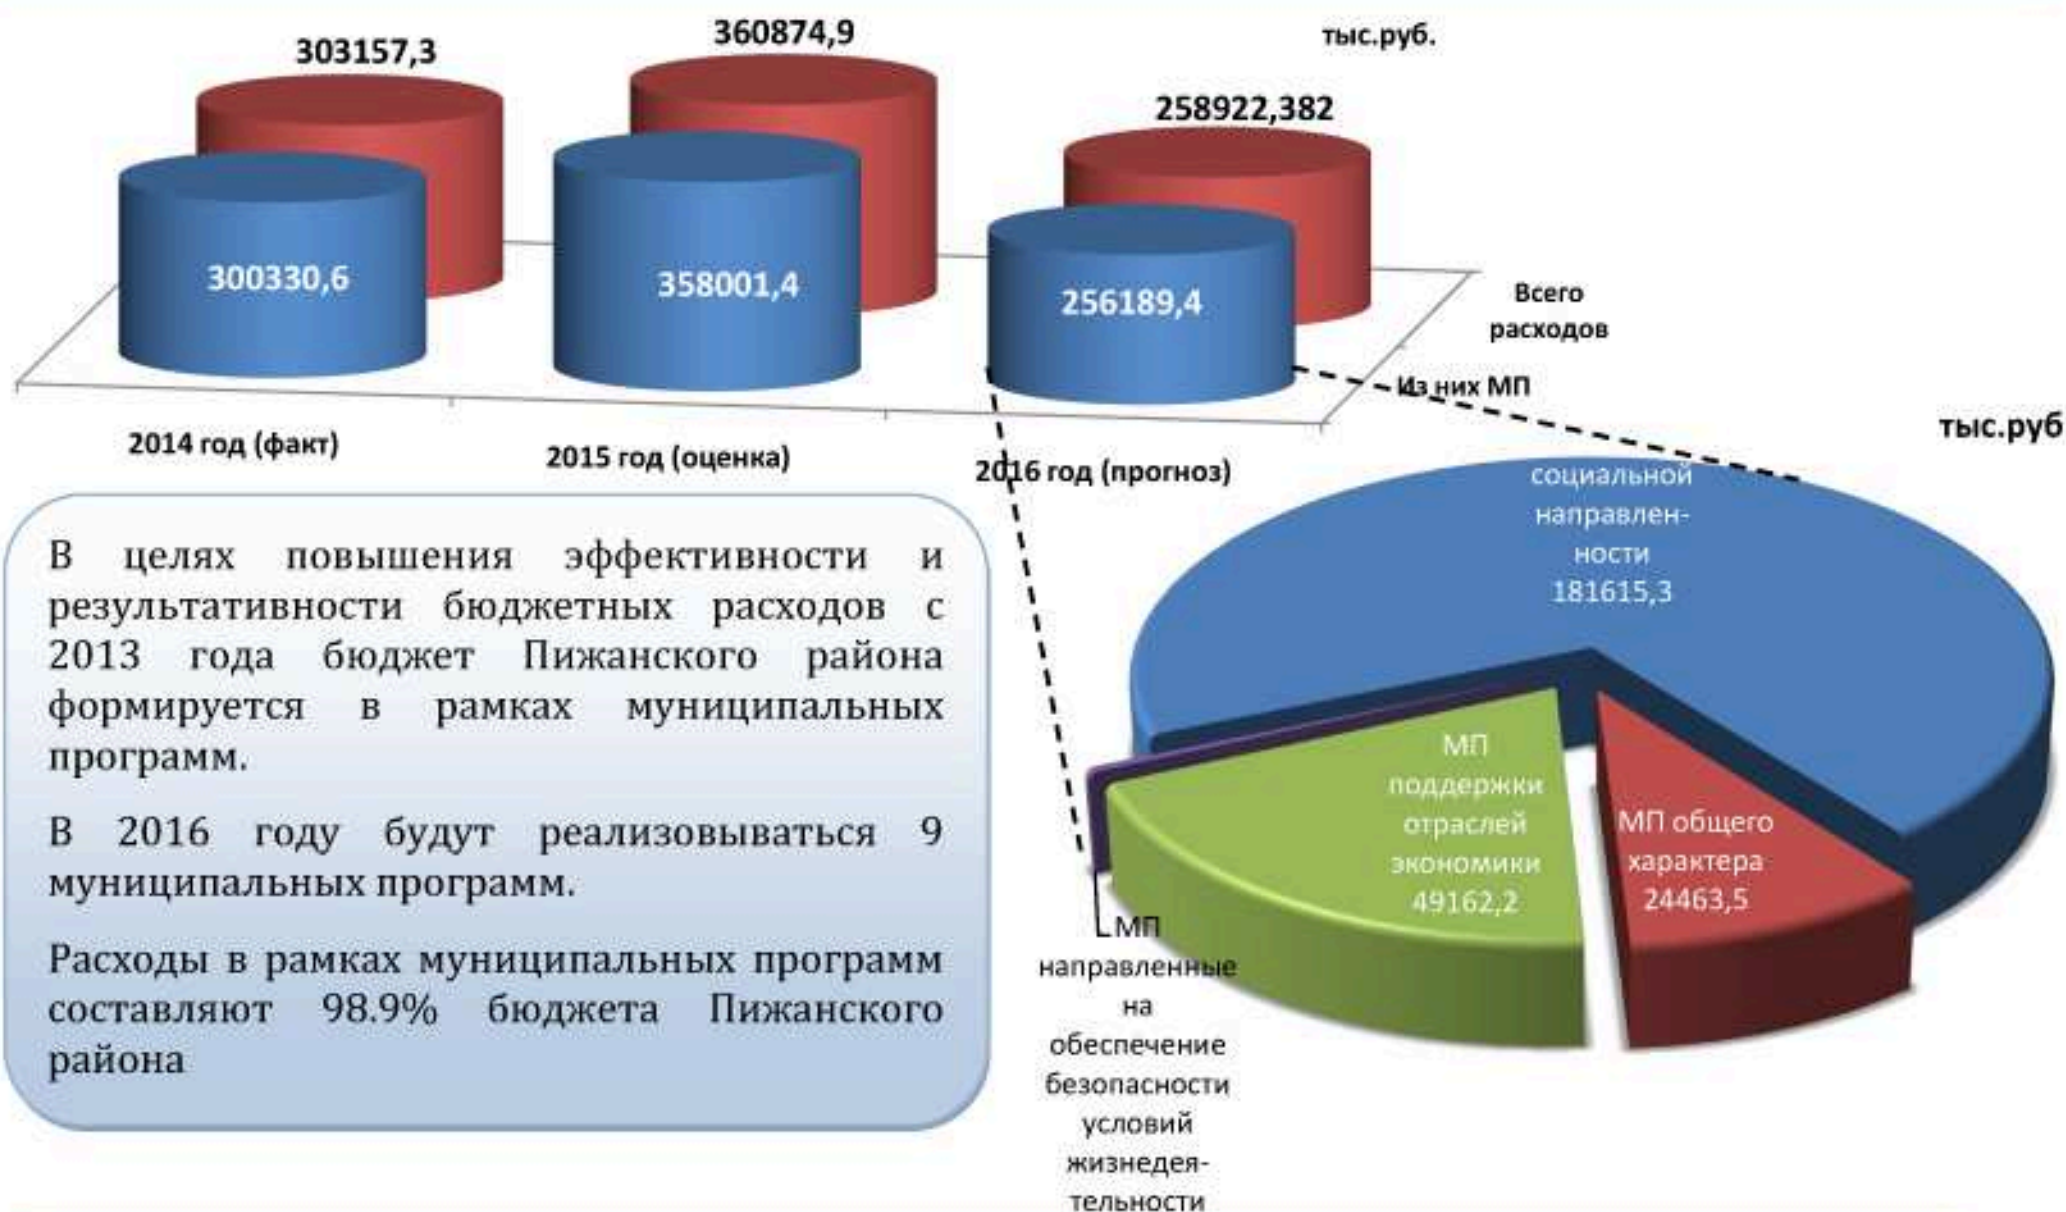 303157,3
360874,9
тыс.руб.
258922,382
300330,6
358001,4
256189,4
Всего
расходов
Из них МП
2014 год (факт)
2015 год (оценка)
2016 год (прогноз)
тыс.руб
В целях повышения эффективности и
результативности бюджетных расходов с
2013 года бюджет Пижанского района
формируется в рамках муниципальных
программ.
В 2016 году будут реализовываться 9
муниципальных программ.
Расходы в рамках муниципальных программ
составляют 98.9% бюджета Пижанского
района
социальной
направлен-
ности
181615,3
МП
поддержки
отраслей
экономики
49162,2
МП общего
характера
24463,5
МП
направленные
на
обеспечение
безопасности
условий
жизнедея-
тельности